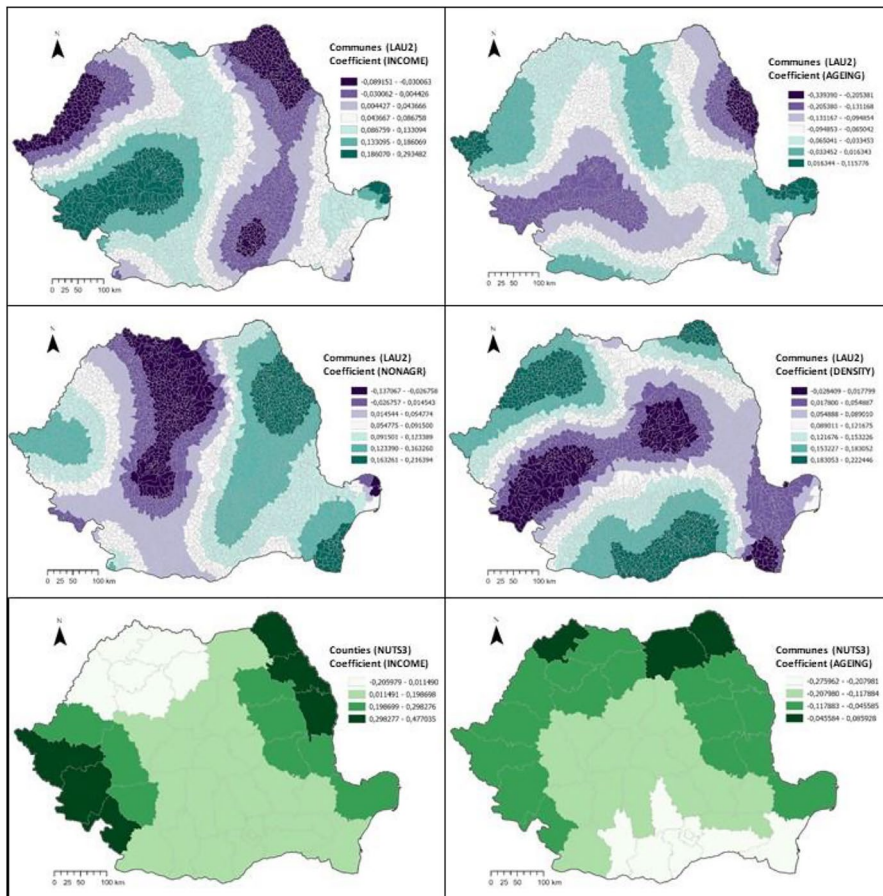 N
Communes (LAU2)
Coefficient (INCOME)
-0,089151 - -0,030063
-0,030062 - 0,004426
0,004427 - 0,043666
0,043667 - 0,086758
0,086759 - 0,133094
0,133095 - 0,186069
0,186070 - 0,293482
0 25 50 100 km
N
Communes (LAU2)
Coefficient (AGEING)
-0,339390 - -0,205381
-0,205380 - -0,131168
-0,131167 - -0,094854
-0,094853 - -0,065042
-0,065041 - -0,033453
-0,033452 - 0,016343
0,016344 - 0,115776
0 25 50 100 km
N
Communes (LAU2)
Coefficient (NONAGR)
-0,137067 - -0,026758
-0,026757 - 0,014543
0,014544 - 0,054774
0,054775 - 0,091500
0,091501 - 0,123389
0,123390 - 0,163260
0,163261 - 0,216394
0 25 50 100 km
N
Communes (LAU2)
Coefficient (DENSITY)
-0,028409 - 0,017799
0,017800 - 0,054887
0,054888 - 0,089010
0,089011 - 0,121675
0,121676 - 0,153226
0,153227 - 0,183052
0,183053 - 0,222446
0 25 50 100 km
N
Counties (NUTS3)
Coefficient (INCOME)
-0,205979 - 0,011490
0,011491 - 0,198698
0,198699 - 0,298276
0,298277 - 0,477035
0 25 50 100 km
N
Communes (NUTS3)
Coefficient (AGEING)
-0,275962 - -0,207981
-0,207980 - -0,117884
-0,117883 - -0,045585
-0,045584 - 0,085928
0 25 50 100 km